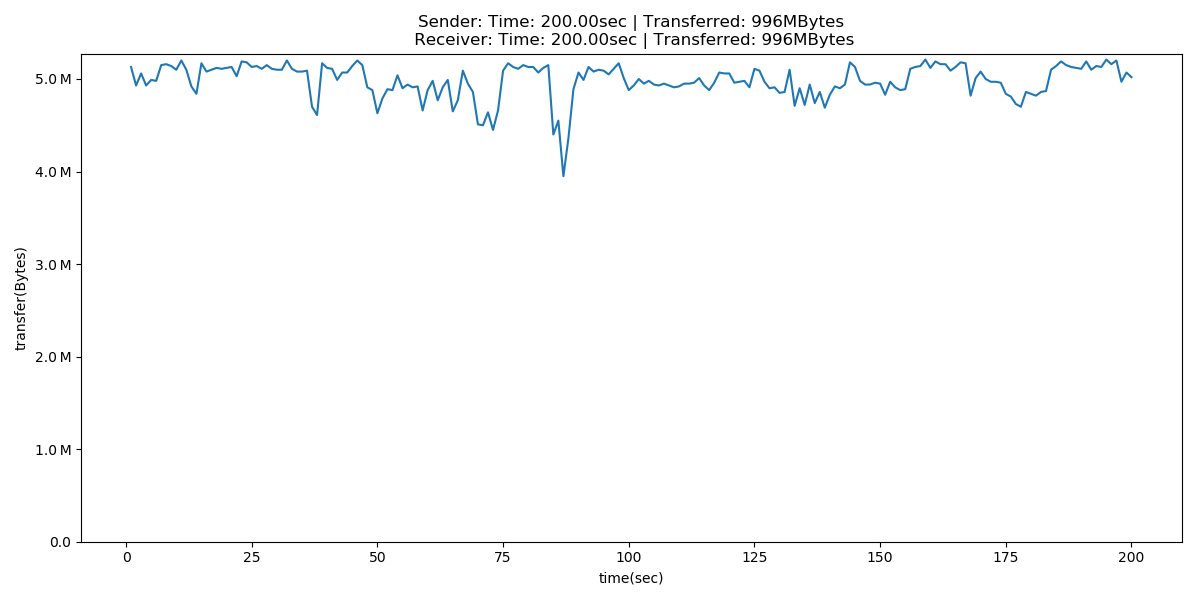 Sender: Time: 200.00sec | Transferred: 996MBytes
Receiver: Time: 200.00sec | Transferred: 996MBytes
5.0 M
4.0 M
3.0 M
2.0 M
1.0 M
0.0
transfer(Bytes)
0 25 50 75 100 125 150 175 200
time(sec)